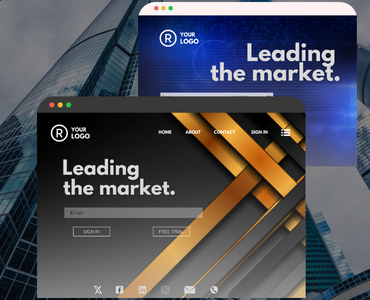 R YOUR
LOGO
Leading
the market.
R YOUR
LOGO
HOME ABOUT CONTACT SIGN IN
Leading
the market.
Email
SIGN IN FREE TRIAL